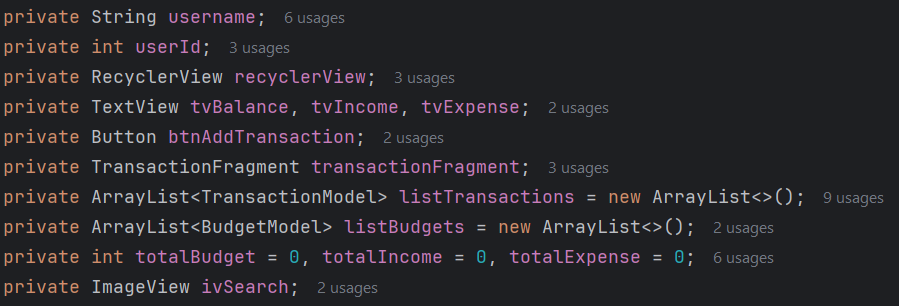 private String username;  6 usages
private int userId;  3 usages
private RecyclerView recyclerView;  3 usages
private TextView tvBalance, tvIncome, tvExpense;  2 usages
private Button btnAddTransaction;  2 usages
private TransactionFragment transactionFragment;  3 usages
private ArrayList<TransactionModel> listTransactions = new ArrayList<>();  9 usages
private ArrayList<BudgetModel> listBudgets = new ArrayList<>();  2 usages
private int totalBudget = 0, totalIncome = 0, totalExpense = 0;  6 usages
private ImageView ivSearch;  2 usages